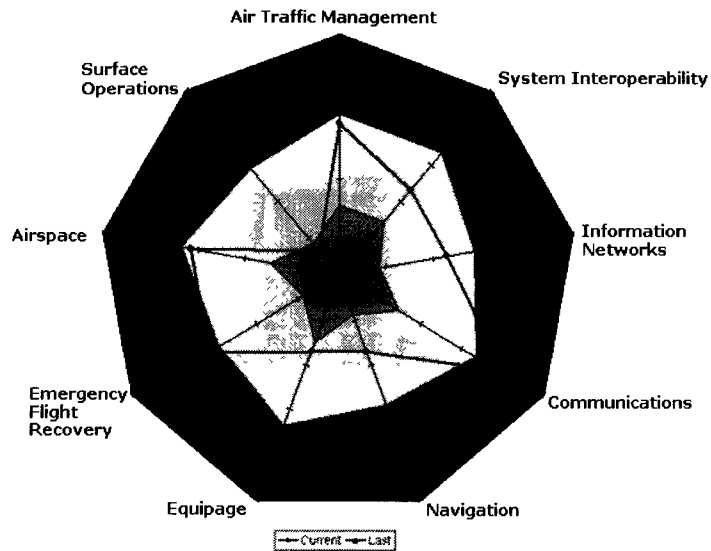 Air Traffic Management
Surface
Operations
System Interoperability
Airspace
Information
Networks
Emergency
Flight
Recovery
Communications
Equipage
Navigation
Current Last